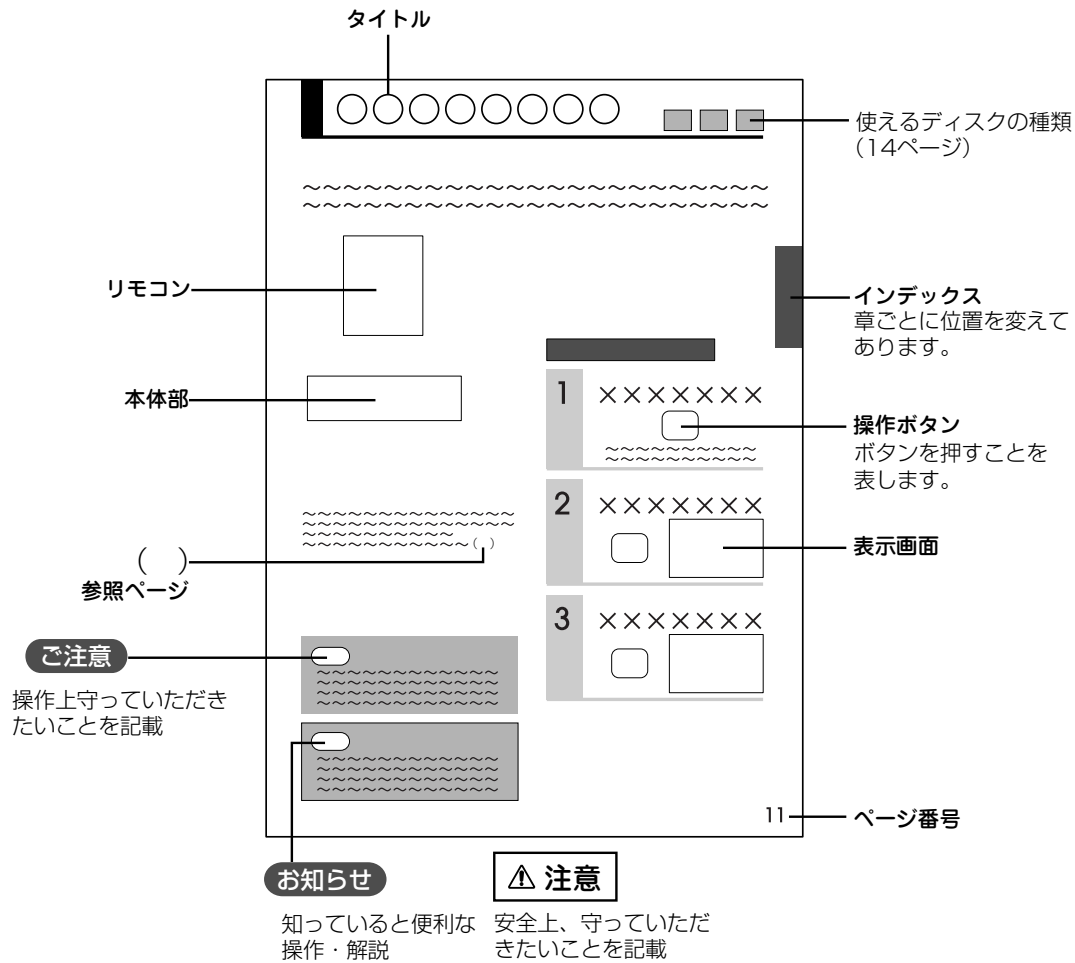 タイトル
使えるディスクの種類
(14ページ)
リモコン
インデックス
章ごとに位置を変えて
あります。
本体部
1
操作ボタン
ボタンを押すことを
表します。
2
表示画面
( )
( )
参照ページ
3
ご注意
操作上守っていただき
たいことを記載
11
ページ番号
お知らせ
知っていると便利な
操作・解説
⚠ 注意
安全上、守っていただ
きたいことを記載